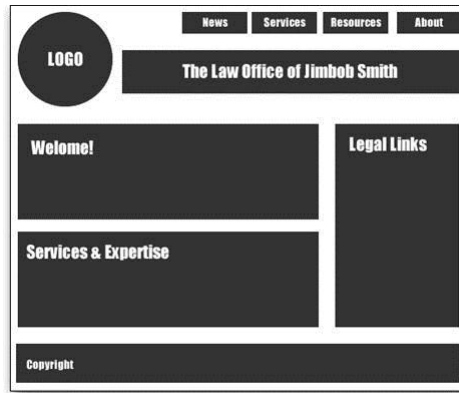 News Services Resources About
LOGO
The Law Office of Jimbob Smith
Welome!
Legal Links
Services & Expertise
Copyright